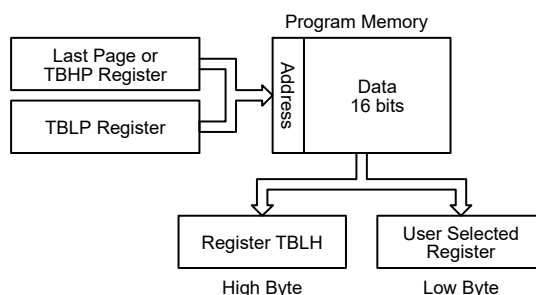 Program Memory
Last Page or
TBHP Register
TBLP Register
Address
Data
16 bits
Register TBLH
User Selected
Register
High Byte
Low Byte